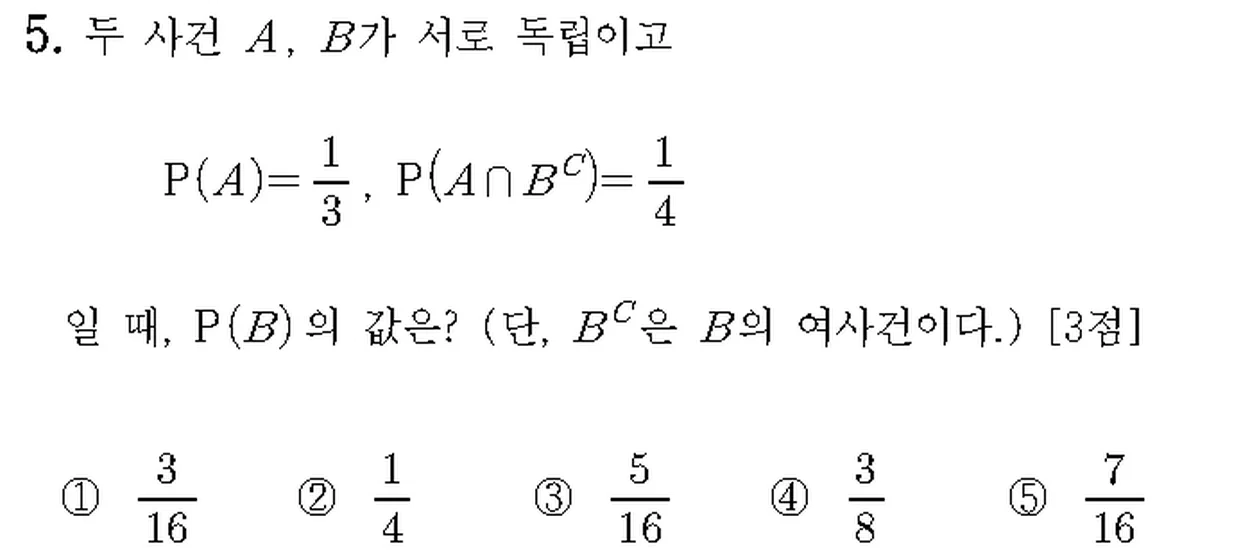 5. 두 사건 A, B가 서로 독립이고
P(A)=1/3, P(A∩B^C)=1/4
일 때, P(B)의 값은? (단, B^C은 B의 여사건이다.) [3점]
① 3/16 ② 1/4 ③ 5/16 ④ 3/8 ⑤ 7/16